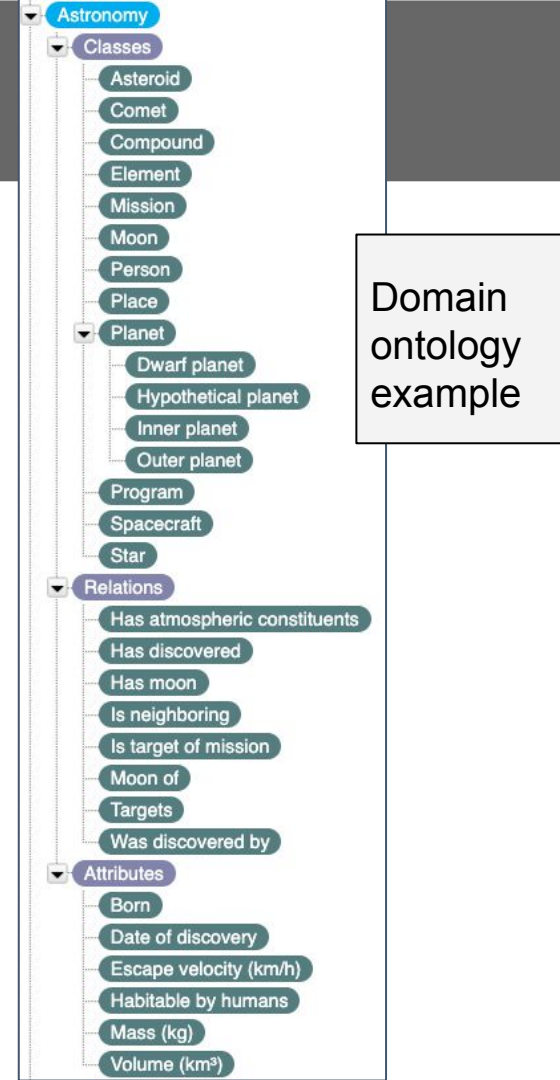 Astronomy
Classes
Asteroid
Comet
Compound
Element
Mission
Moon
Person
Place
Planet
Dwarf planet
Hypothetical planet
Inner planet
Outer planet
Program
Spacecraft
Star
Relations
Has atmospheric constituents
Has discovered
Has moon
Is neighboring
Is target of mission
Moon of
Targets
Was discovered by
Attributes
Born
Date of discovery
Escape velocity (km/h)
Habitable by humans
Mass (kg)
Volume (km³)
Domain
ontology
example